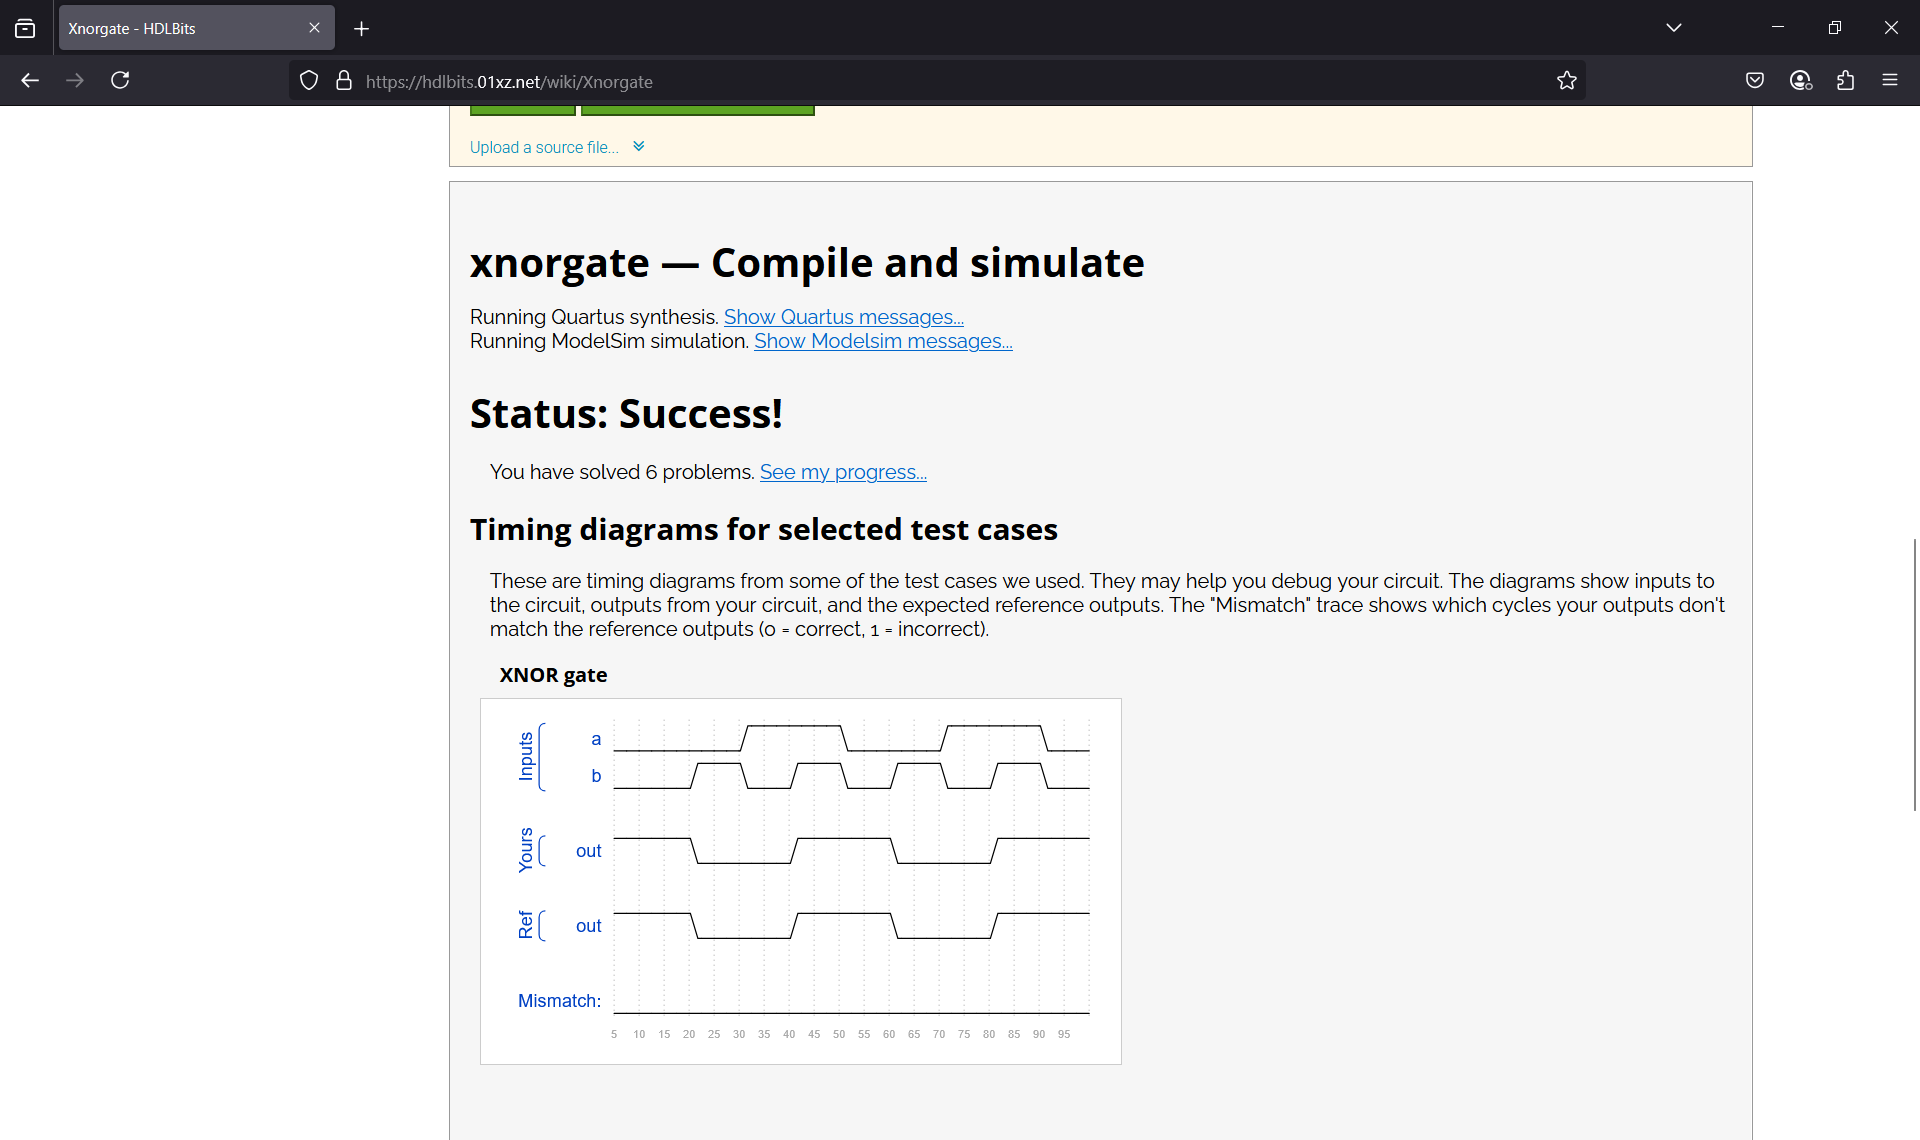 Xnorgate - HDLBits
https://hdlbits.01xz.net/wiki/Xnorgate
Upload a source file...
xnorgate — Compile and simulate
Running Quartus synthesis. Show Quartus messages...
Running ModelSim simulation. Show Modelsim messages...
Status: Success!
You have solved 6 problems. See my progress...
Timing diagrams for selected test cases
These are timing diagrams from some of the test cases we used. They may help you debug your circuit. The diagrams show inputs to
the circuit, outputs from your circuit, and the expected reference outputs. The "Mismatch" trace shows which cycles your outputs don't
match the reference outputs (0 = correct, 1 = incorrect).
XNOR gate
Inputs
a
b
Yours
out
Ref
out
Mismatch:
5 10 15 20 25 30 35 40 45 50 55 60 65 70 75 80 85 90 95